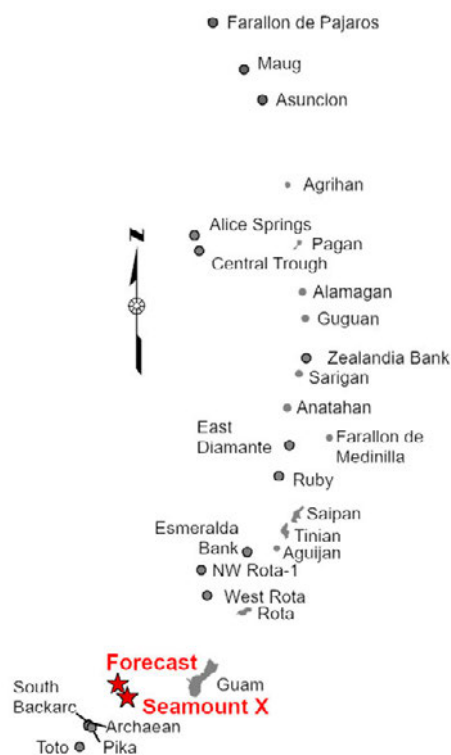 Farallon de Pajaros
Maug
Asuncion
Agrihan
Alice Springs
N
Pagan
Central Trough
Alamagan
Guguan
Zealandia Bank
Sarigan
Anatahan
East
Diamante
Farallon de
Medinilla
Ruby
Saipan
Esmeralda
Bank
Tinian
Aguijan
NW Rota-1
West Rota
Rota
Forecast
Guam
Seamount X
South
Backarc
Archaean
Toto
Pika